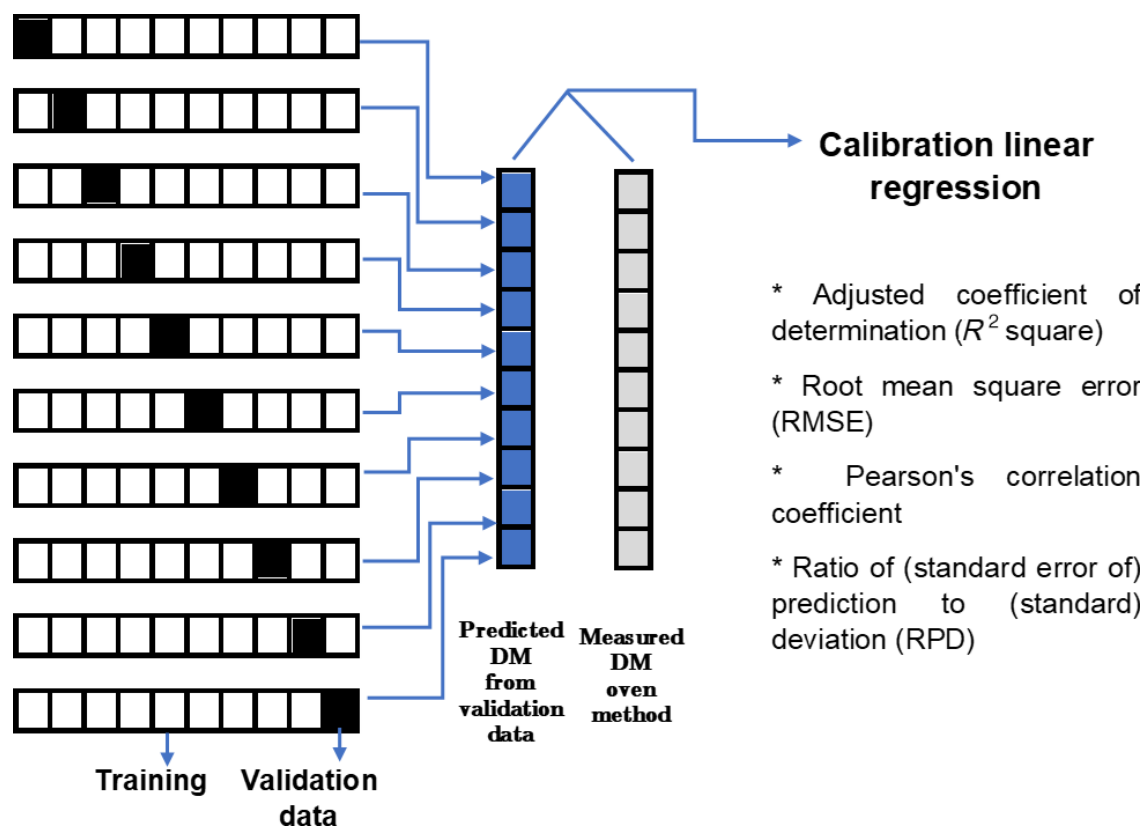 Calibration linear
regression
* Adjusted coefficient of
determination (R² square)
* Root mean square error
(RMSE)
* Pearson's correlation
coefficient
* Ratio of (standard error of)
prediction to (standard)
deviation (RPD)
Predicted
DM
from
validation
data
Measured
DM
oven
method
Training
Validation
data